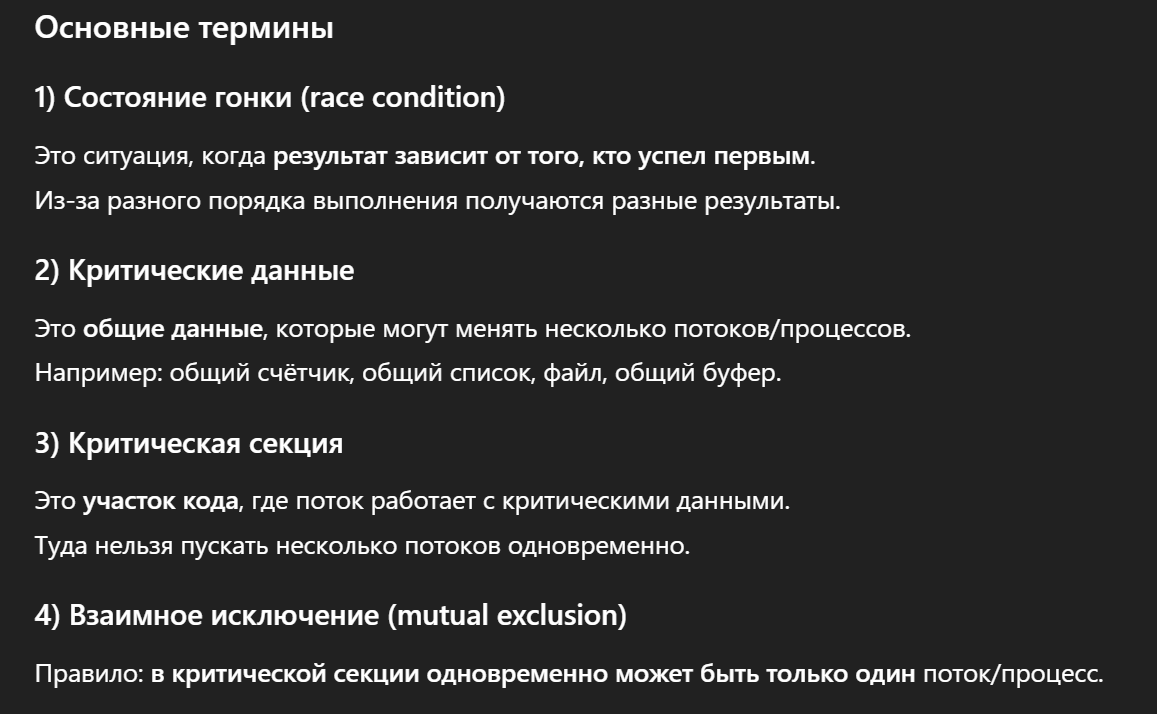 Основные термины
1) Состояние гонки (race condition)
Это ситуация, когда результат зависит от того, кто успел первым.
Из-за разного порядка выполнения получаются разные результаты.
2) Критические данные
Это общие данные, которые могут менять несколько потоков/процессов.
Например: общий счётчик, общий список, файл, общий буфер.
3) Критическая секция
Это участок кода, где поток работает с критическими данными.
Туда нельзя пускать несколько потоков одновременно.
4) Взаимное исключение (mutual exclusion)
Правило: в критической секции одновременно может быть только один поток/процесс.